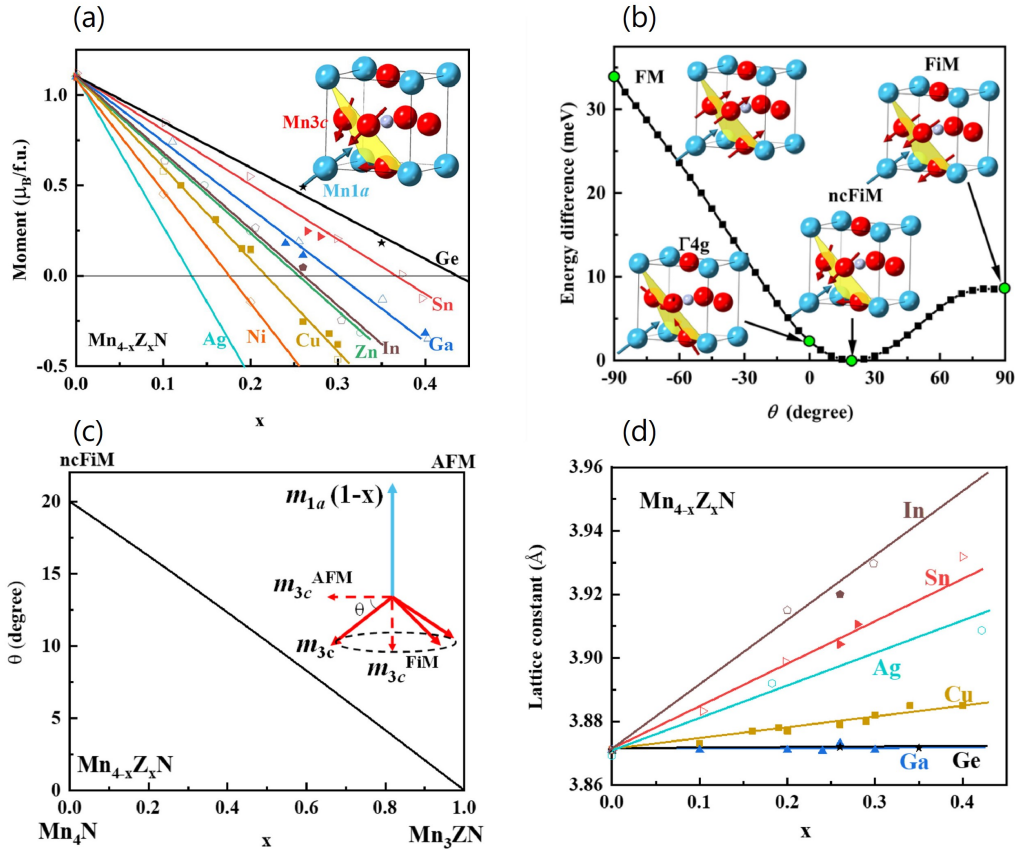 (a)
1.0
0.5
0.0
-0.5
Moment (μB/f.u.)
Mn3c
Mn1a
Ge
Sn
Ga
In
Zn
Cu
Ni
Ag
Mn4-xZxN
0.0 0.1 0.2 0.3 0.4
x
(b)
30
20
10
0
Energy difference (meV)
FM
FiM
ncFiM
Γ4g
-90 -60 -30 0 30 60 90
θ (degree)
(c)
ncFiM AFM
20
15
10
5
0
θ (degree)
m1a (1-x)
m3c AFM
θ
m3c
m3c FiM
Mn4-xZxN
0.0 0.2 0.4 0.6 0.8 1.0
Mn4N x Mn3ZN
(d)
3.96
3.93
3.92
3.90
3.88
3.86
Lattice constant (Å)
Mn4-xZxN
In
Sn
Ag
Cu
Ga Ge
0.0 0.1 0.2 0.3 0.4
x